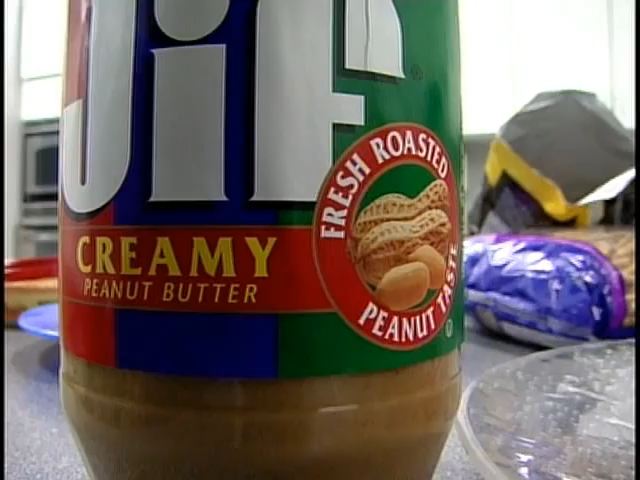 Jif
CREAMY
PEANUT BUTTER
FRESH ROASTED
PEANUT TASTE